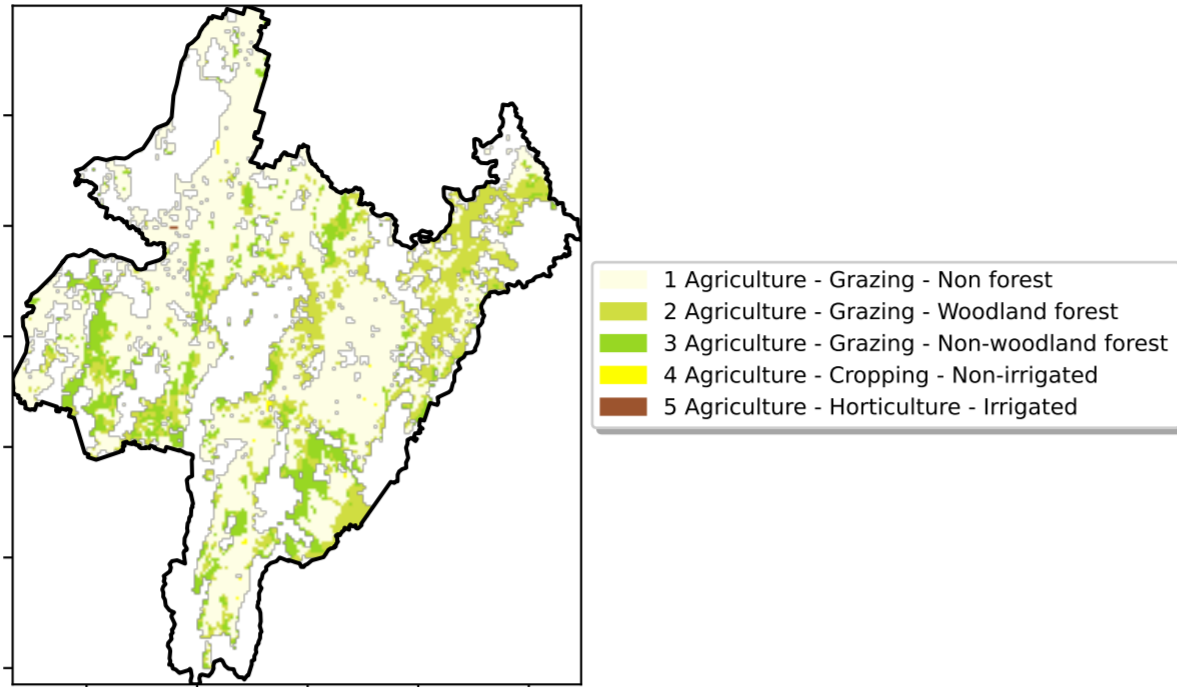 1 Agriculture - Grazing - Non forest
2 Agriculture - Grazing - Woodland forest
3 Agriculture - Grazing - Non-woodland forest
4 Agriculture - Cropping - Non-irrigated
5 Agriculture - Horticulture - Irrigated